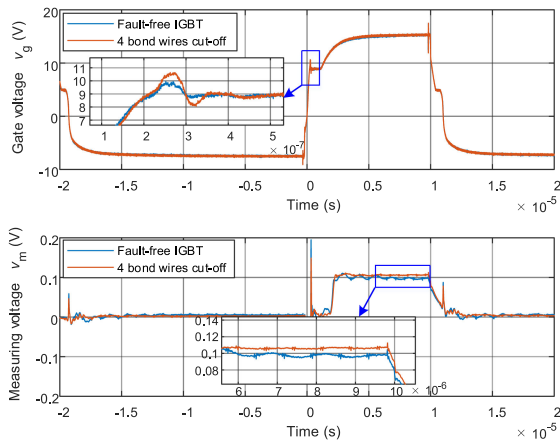 20
10
0
-10
Gate voltage v_g (V)
Fault-free IGBT
4 bond wires cut-off
11
10
9
8
7
1 2 3 4 5
× 10^-7
-2 -1.5 -1 -0.5 0 0.5 1 1.5 2
Time (s)
× 10^-5
0.2
0.1
0
-0.1
0.2
Measuring voltage v_m (V)
Fault-free IGBT
4 bond wires cut-off
0.14
0.12
0.1
0.08
6 7 8 9 10
× 10^-6
-2 -1.5 -1 -0.5 0 0.5 1 1.5 2
Time (s)
× 10^-5